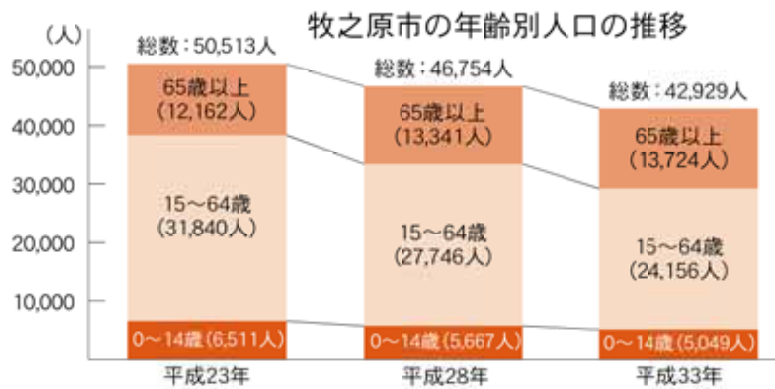 牧之原市の年齢別人口の推移
(人)
総数：50,513人
総数：46,754人
総数：42,929人
50,000
40,000
30,000
20,000
10,000
65歳以上
(12,162人)
15～64歳
(31,840人)
0～14歳(6,511人)
65歳以上
(13,341人)
15～64歳
(27,746人)
0～14歳(5,667人)
65歳以上
(13,724人)
15～64歳
(24,156人)
0～14歳(5,049人)
平成23年
平成28年
平成33年